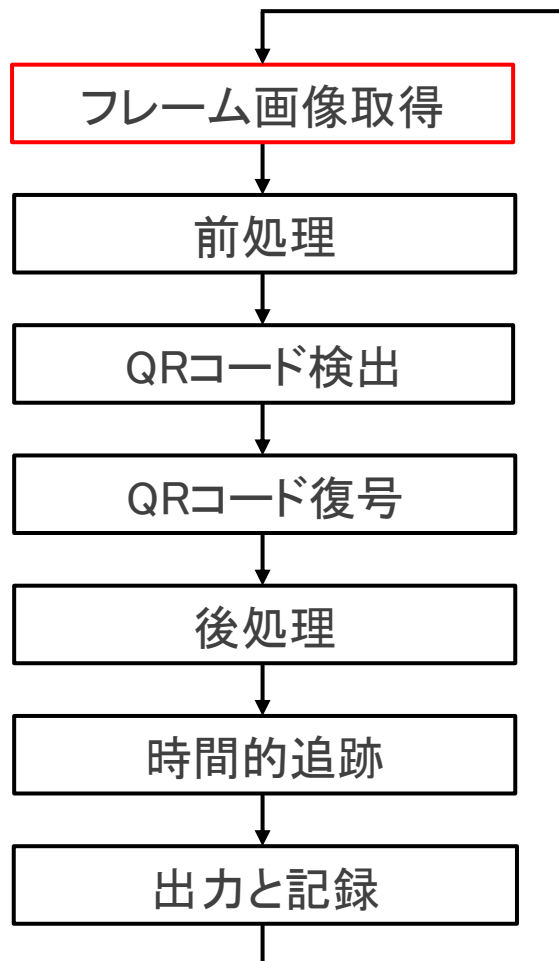 フレーム画像取得
前処理
QRコード検出
QRコード復号
後処理
時間的追跡
出力と記録